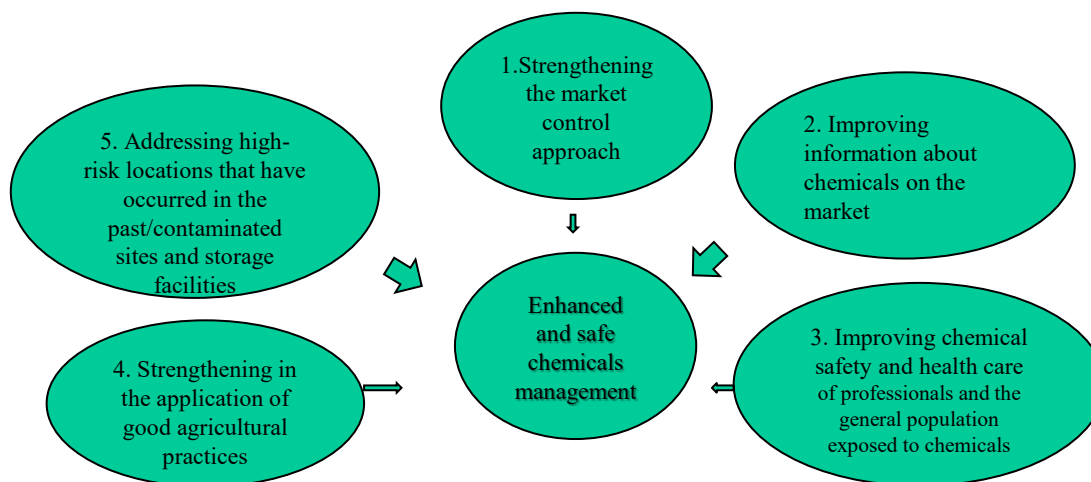 1.Strengthening
the market
control
approach
2. Improving
information about
chemicals on the
market
3. Improving chemical
safety and health care
of professionals and the
general population
exposed to chemicals
4. Strengthening in
the application of
good agricultural
practices
5. Addressing high-
risk locations that have
occurred in the
past/contaminated
sites and storage
facilities
Enhanced
and safe
chemicals
management